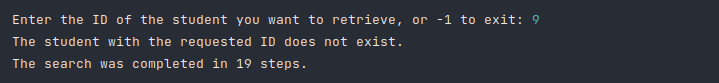 Enter the ID of the student you want to retrieve, or -1 to exit: 9
The student with the requested ID does not exist.
The search was completed in 19 steps.